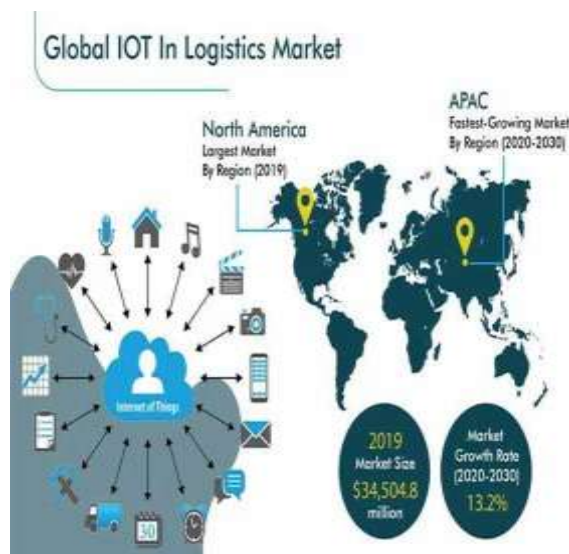 Global IOT In Logistics Market
North America
Largest Market
By Region (2019)
APAC
Fastest-Growing Market
By Region (2020-2030)
Internet of Things
30
2019
Market Size
$34,504.8
million
Market
Growth Rate
(2020-2030)
13.2%